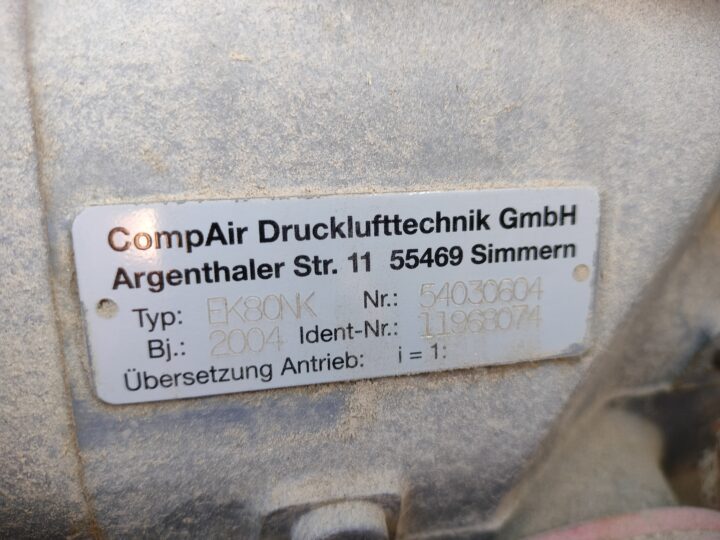 CompAir Drucklufttechnik GmbH
Argenthaler Str. 11 55469 Simmern
Typ: EK80NK Nr.: 54030604
Bj.: 2004 Ident-Nr.: 11968074
Übersetzung Antrieb: i = 1: